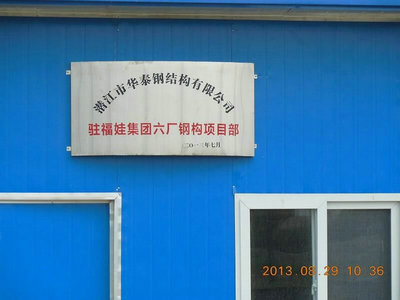 潜江市华泰钢结构有限公司
驻福娃集团六厂钢构项目部
二〇一三年七月
2013.08.29 10:36